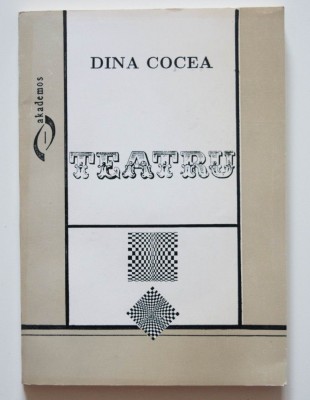 DINA COCEA
akademos
TEATRU